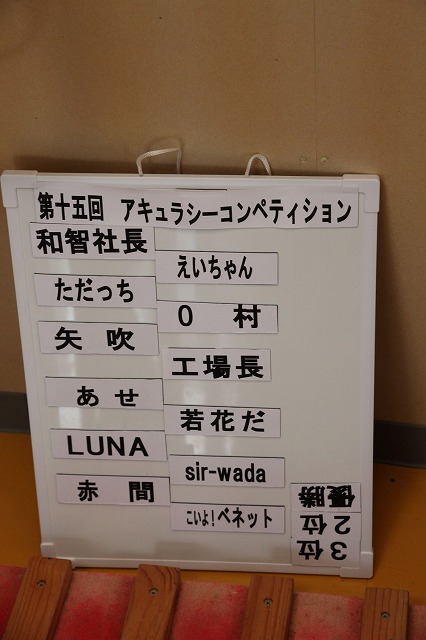 第十五回 アキュラシーコンペティション
和智社長
ただっち
矢吹
あせ
LUNA
赤間
えいちゃん
O村
工場長
若花だ
sir-wada
こいよ!ベネット
優勝
2位
3位